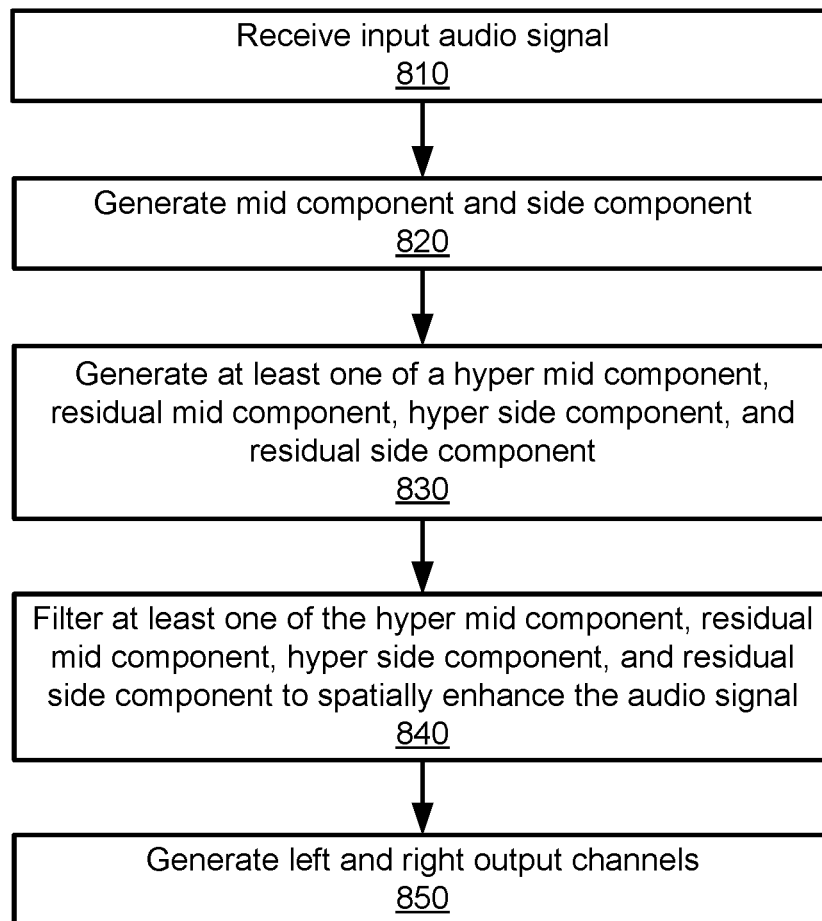 Receive input audio signal
810
Generate mid component and side component
820
Generate at least one of a hyper mid component,
residual mid component, hyper side component, and
residual side component
830
Filter at least one of the hyper mid component, residual
mid component, hyper side component, and residual
side component to spatially enhance the audio signal
840
Generate left and right output channels
850